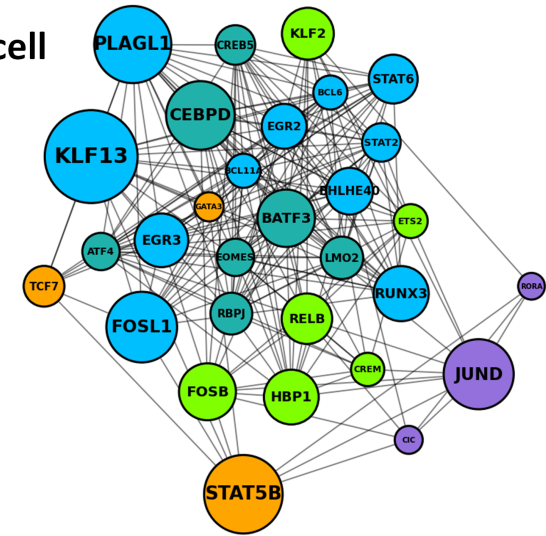 cell
PLAGL1
CREB5
KLF2
BCL6
STAT6
CEBPD
EGR2
STAT2
KLF13
BCL11A
BHLHE40
GATA3
BATF3
ETS2
EGR3
ATF4
EOMES
LMO2
TCF7
RUNX3
RORA
FOSL1
RBPJ
RELB
CREM
JUND
FOSB
HBP1
CIC
STAT5B